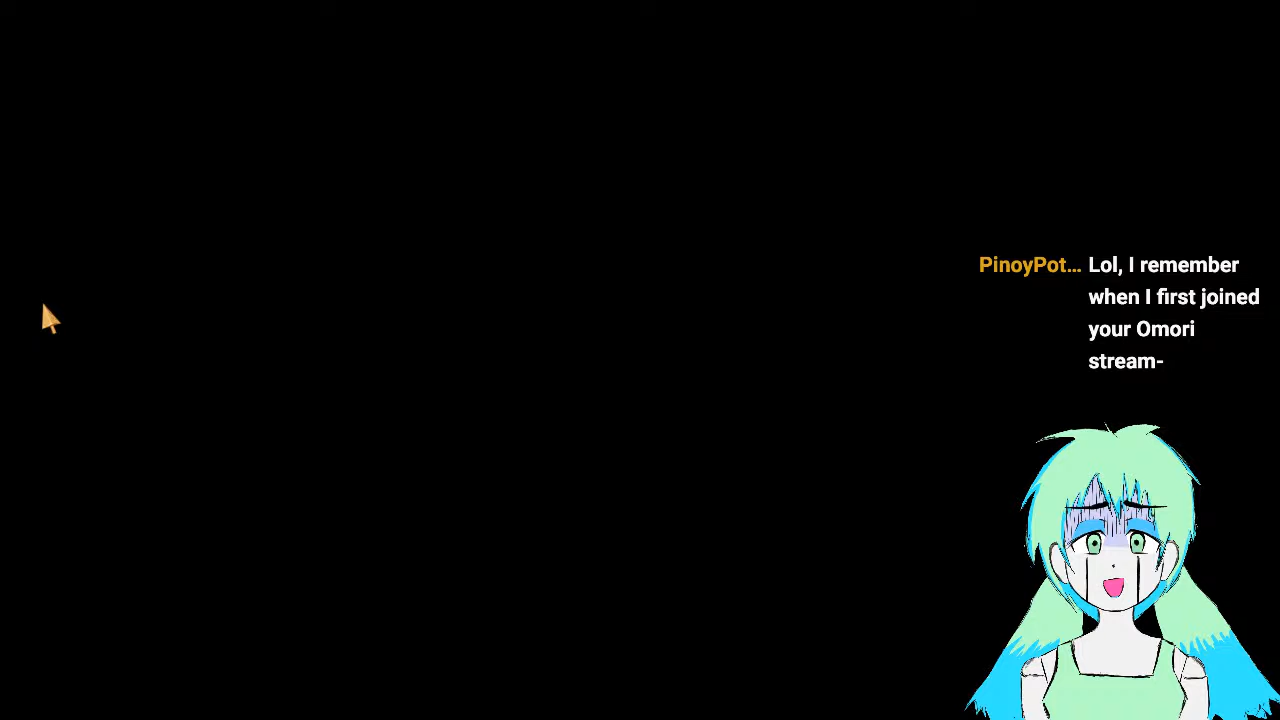 PinoyPot... Lol, I remember
when I first joined
your Omori
stream-